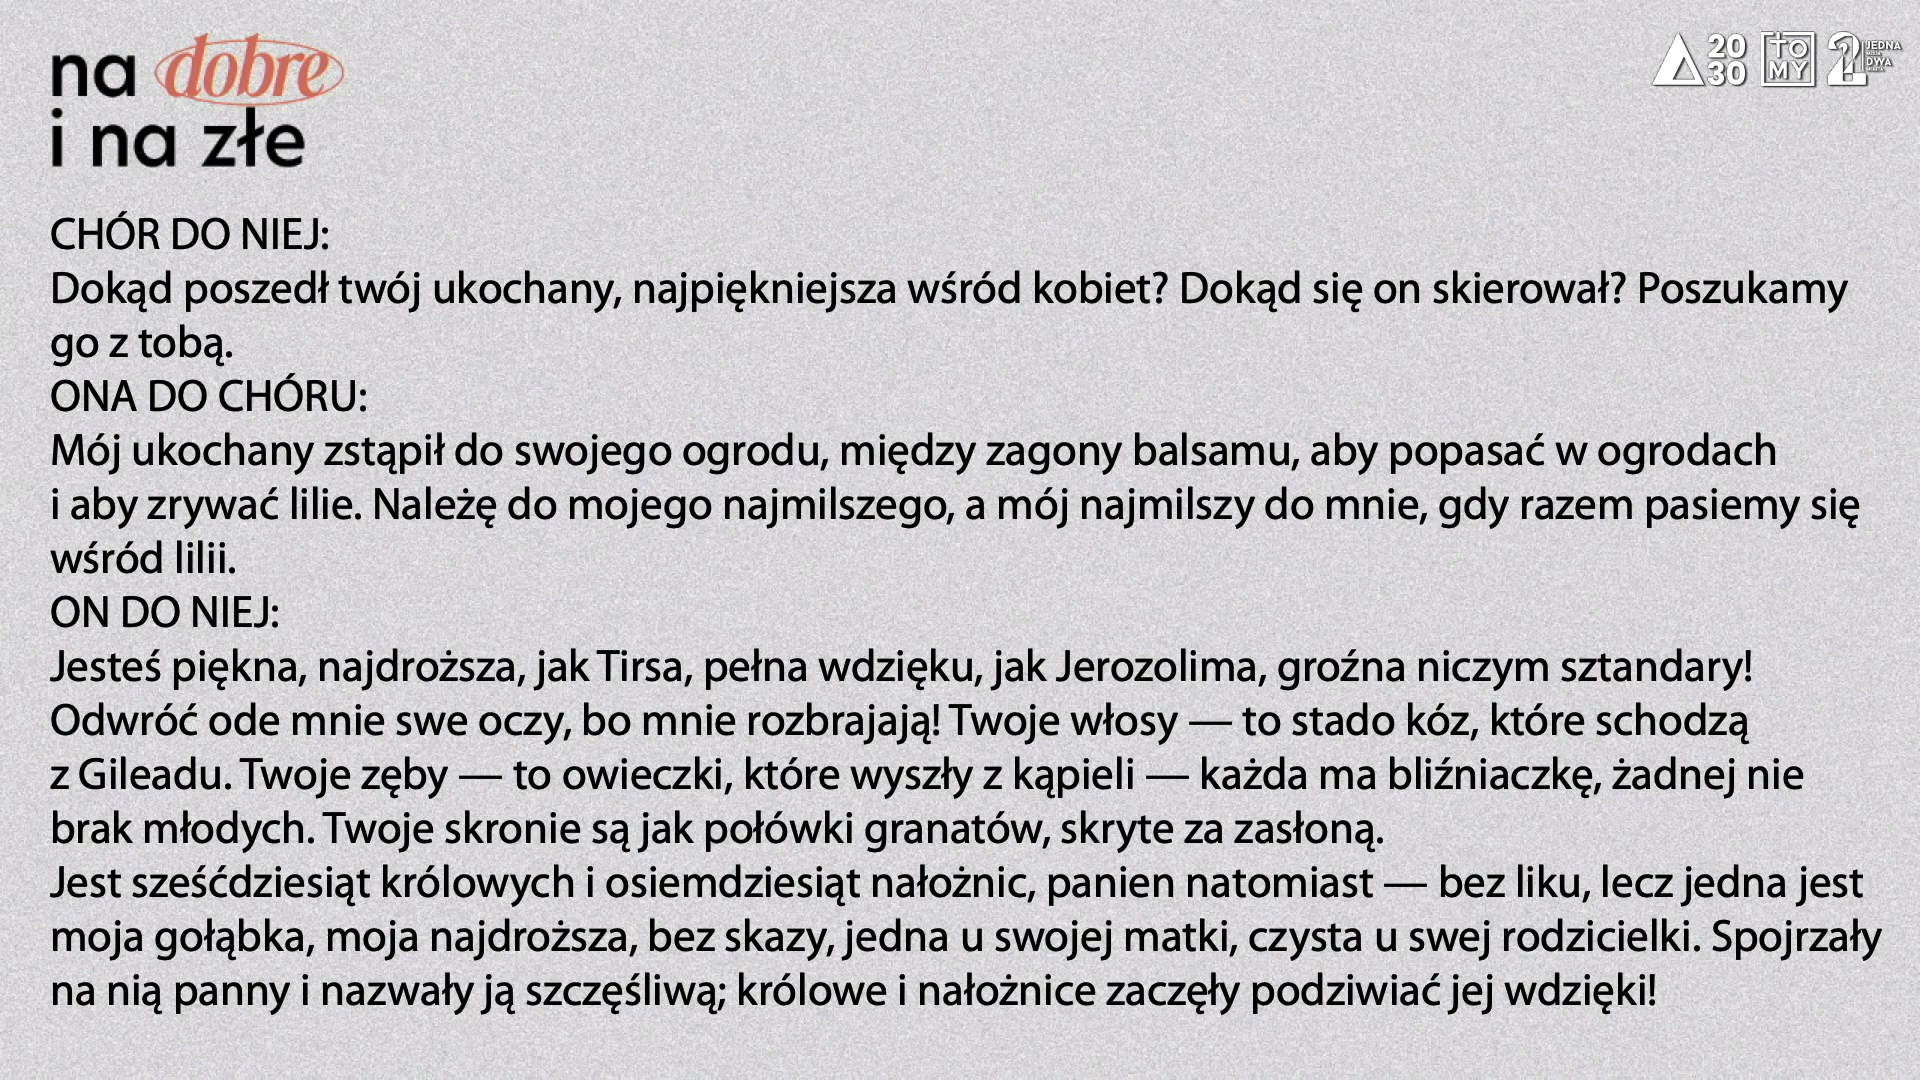 na dobre
i na złe
20
30
TO
MY
2 JEDNA
DWA
CHÓR DO NIEJ:
Dokąd poszedł twój ukochany, najpiękniejsza wśród kobiet? Dokąd się on skierował? Poszukamy
go z tobą.
ONA DO CHÓRU:
Mój ukochany zstąpił do swojego ogrodu, między zagony balsamu, aby popasać w ogrodach
i aby zrywać lilie. Należę do mojego najmilszego, a mój najmilszy do mnie, gdy razem pasiemy się
wśród lilii.
ON DO NIEJ:
Jesteś piękna, najdroższa, jak Tirsa, pełna wdzięku, jak Jerozolima, groźna niczym sztandary!
Odwróć ode mnie swe oczy, bo mnie rozbrajają! Twoje włosy — to stado kóz, które schodzą
z Gileadu. Twoje zęby — to owieczki, które wyszły z kąpieli — każda ma bliźniaczkę, żadnej nie
brak młodych. Twoje skronie są jak połówki granatów, skryte za zasłoną.
Jest sześćdziesiąt królowych i osiemdziesiąt nałożnic, panien natomiast — bez liku, lecz jedna jest
moja gołąbka, moja najdroższa, bez skazy, jedna u swojej matki, czysta u swej rodzicielki. Spojrzały
na nią panny i nazwały ją szczęśliwą; królowe i nałożnice zaczęły podziwiać jej wdzięki!